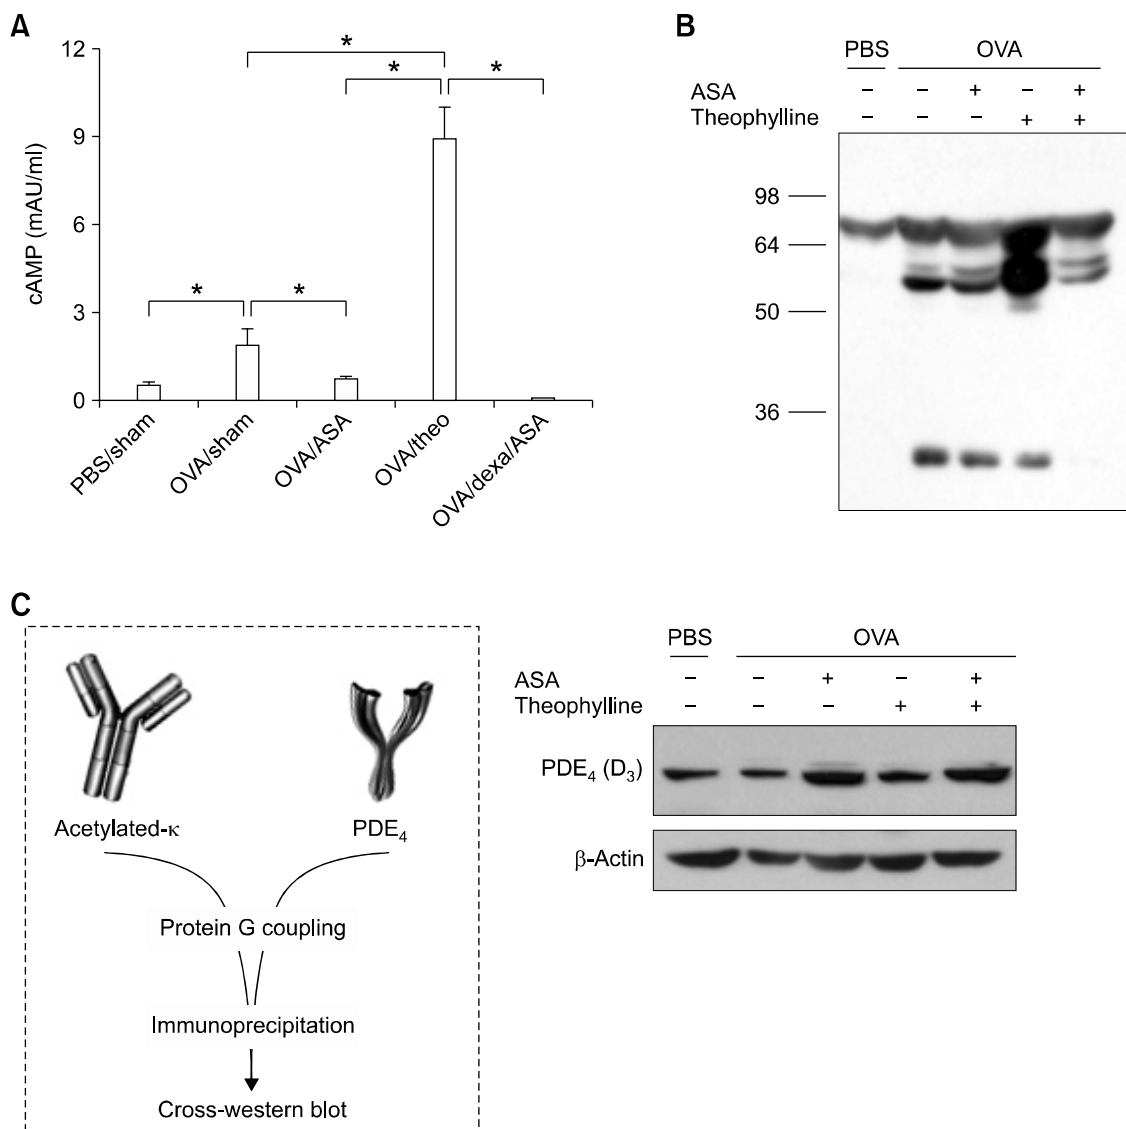 A
12
9
6
3
0
cAMP (mAU/ml)
* * *
* *
PBS/sham
OVA/sham
OVA/ASA
OVA/theo
OVA/dexa/ASA
B
PBS OVA
ASA – – + – +
Theophylline – – – + +
98
64
50
36
C
Acetylated-κ PDE₄
Protein G coupling
Immunoprecipitation
Cross-western blot
PBS OVA
ASA – – + – +
Theophylline – – – + +
PDE₄ (D₃)
β-Actin